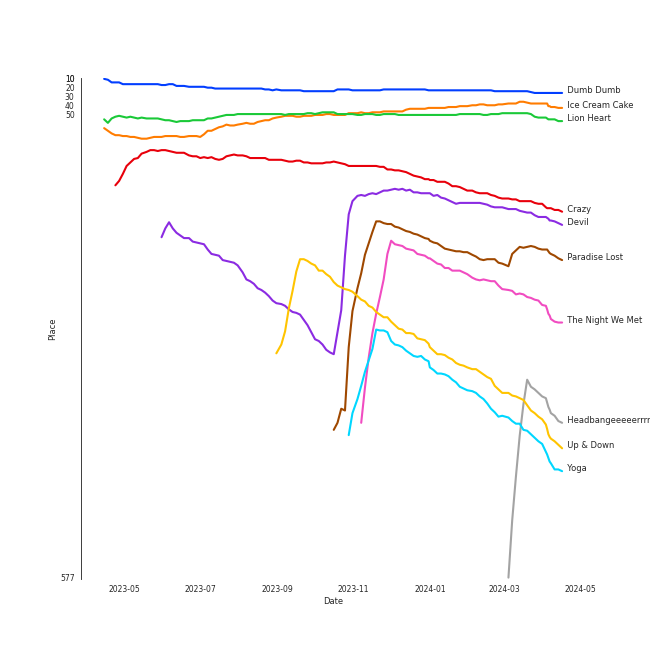 10
20
30
40
50
577
Place
Dumb Dumb
Ice Cream Cake
Lion Heart
Crazy
Devil
Paradise Lost
The Night We Met
Headbangeeeeerrrr
Up & Down
Yoga
2023-05 2023-07 2023-09 2023-11 2024-01 2024-03 2024-05
Date